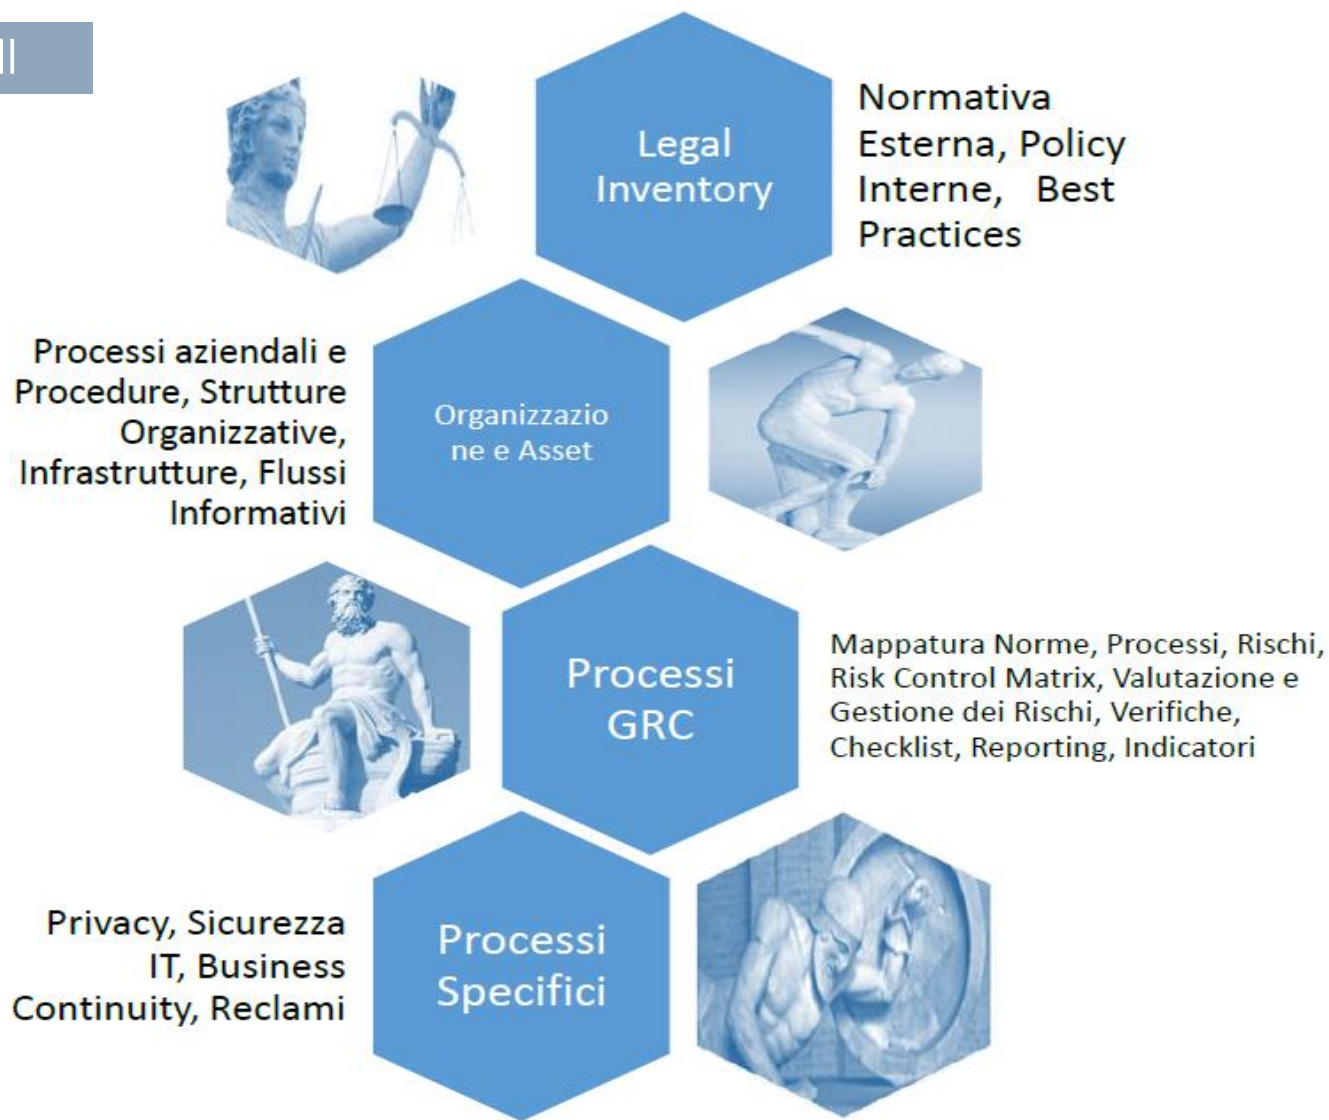 Legal
Inventory
Normativa
Esterna, Policy
Interne, Best
Practices
Processi aziendali e
Procedure, Strutture
Organizzative,
Infrastrutture, Flussi
Informativi
Organizzazio
ne e Asset
Processi
GRC
Mappatura Norme, Processi, Rischi,
Risk Control Matrix, Valutazione e
Gestione dei Rischi, Verifiche,
Checklist, Reporting, Indicatori
Privacy, Sicurezza
IT, Business
Continuity, Reclami
Processi
Specifici